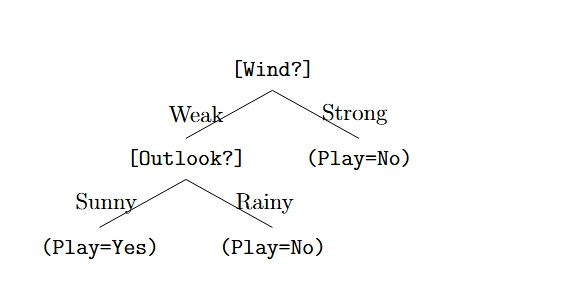 [Wind?]
Weak Strong
[Outlook?] (Play=No)
Sunny Rainy
(Play=Yes) (Play=No)